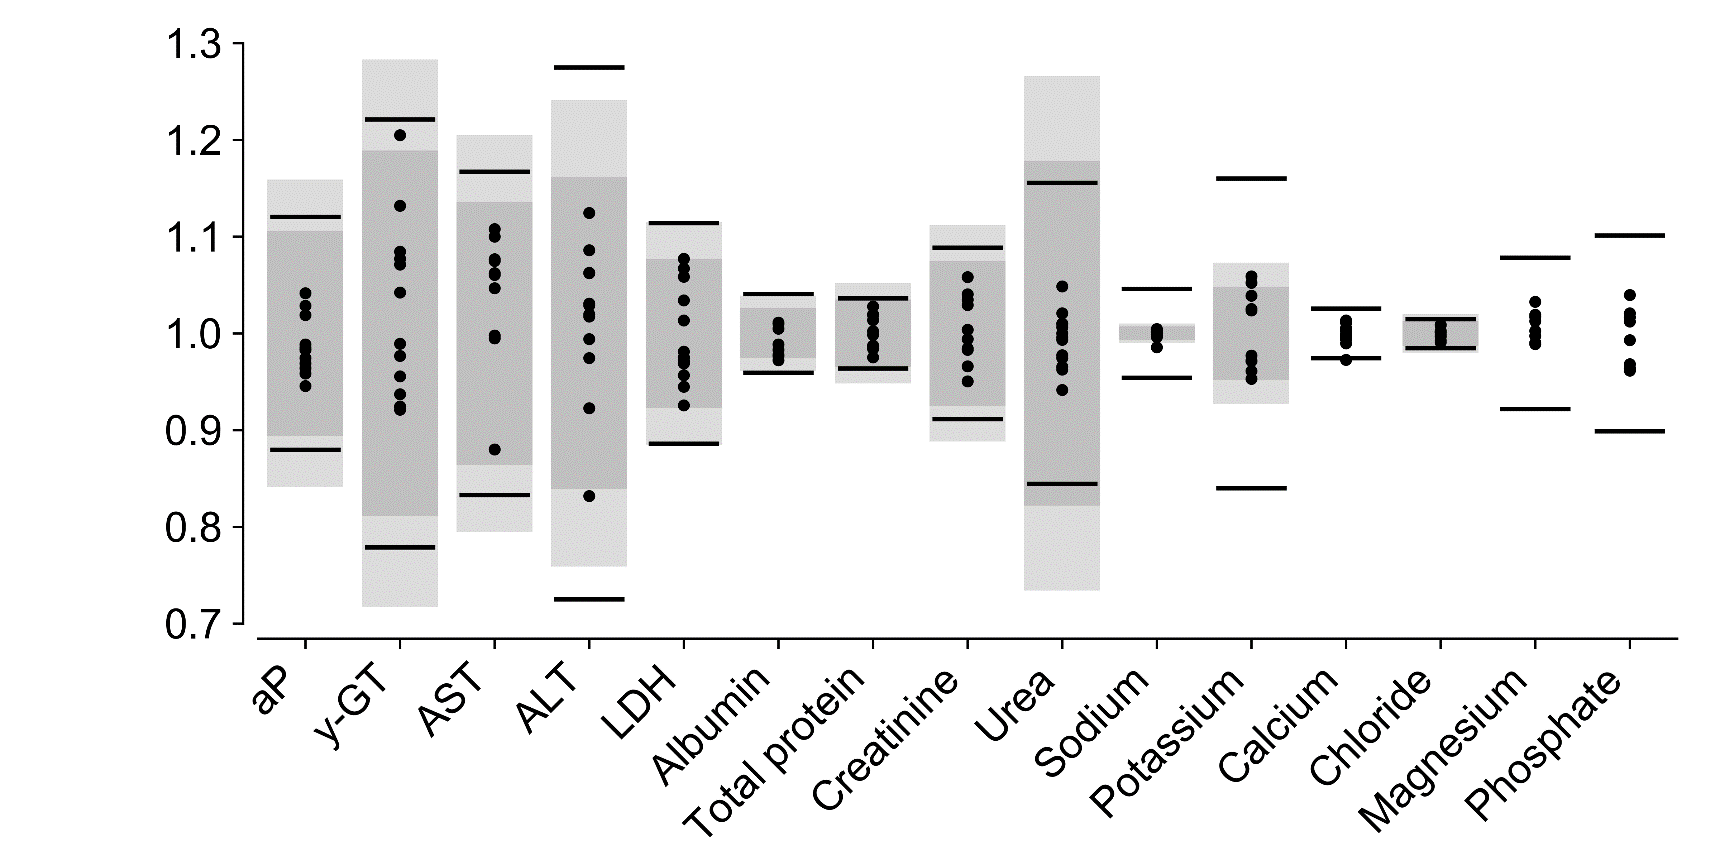 1.3
1.2
1.1
1.0
0.9
0.8
0.7
aP
y-GT
AST
ALT
LDH
Albumin
Total protein
Creatinine
Urea
Sodium
Potassium
Calcium
Chloride
Magnesium
Phosphate